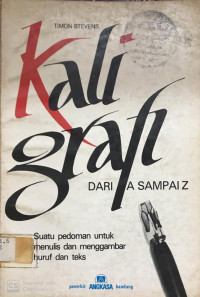 TIMON STEVENS
Kali
grafi
DARI A SAMPAI Z
Suatu pedoman untuk
menulis dan menggambar
huruf dan teks
penerbit ANGKASA bandung